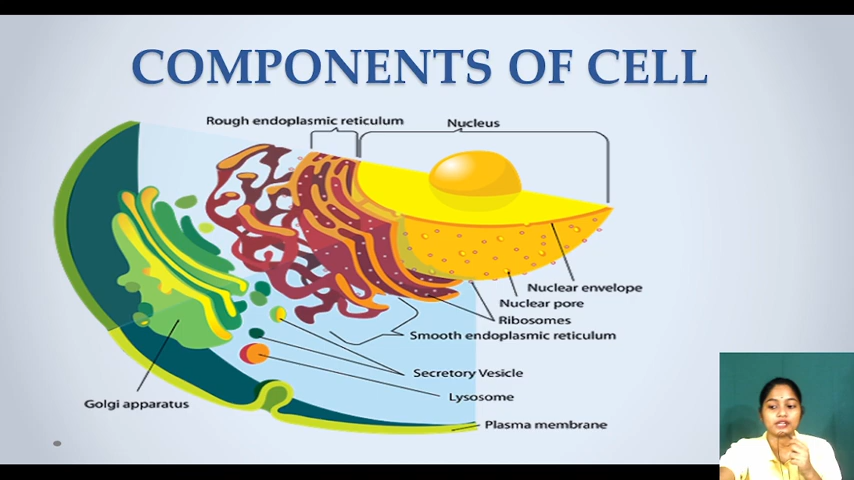 COMPONENTS OF CELL
Rough endoplasmic reticulum
Nucleus
Nuclear envelope
Nuclear pore
Ribosomes
Smooth endoplasmic reticulum
Secretory Vesicle
Lysosome
Golgi apparatus
Plasma membrane